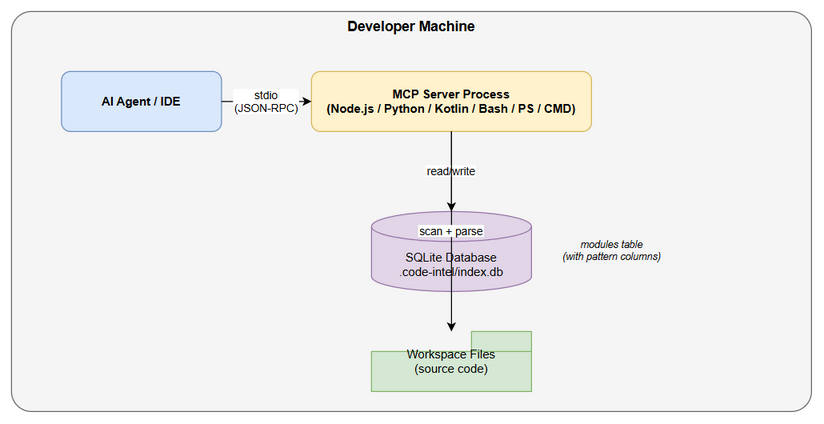 Developer Machine
AI Agent / IDE
stdio
(JSON-RPC)
MCP Server Process
(Node.js / Python / Kotlin / Bash / PS / CMD)
read/write
scan + parse
SQLite Database
.code-intel/index.db
modules table
(with pattern columns)
Workspace Files
(source code)